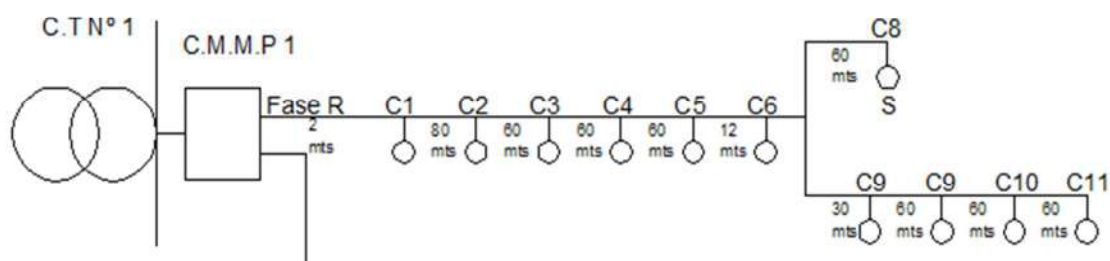 C.T Nº 1
C.M.M.P 1
Fase R
2 mts
C1
80 mts
C2
60 mts
C3
60 mts
C4
60 mts
C5
12 mts
C6
60 mts
C8
S
30 mts
C9
60 mts
C9
60 mts
C10
60 mts
C11